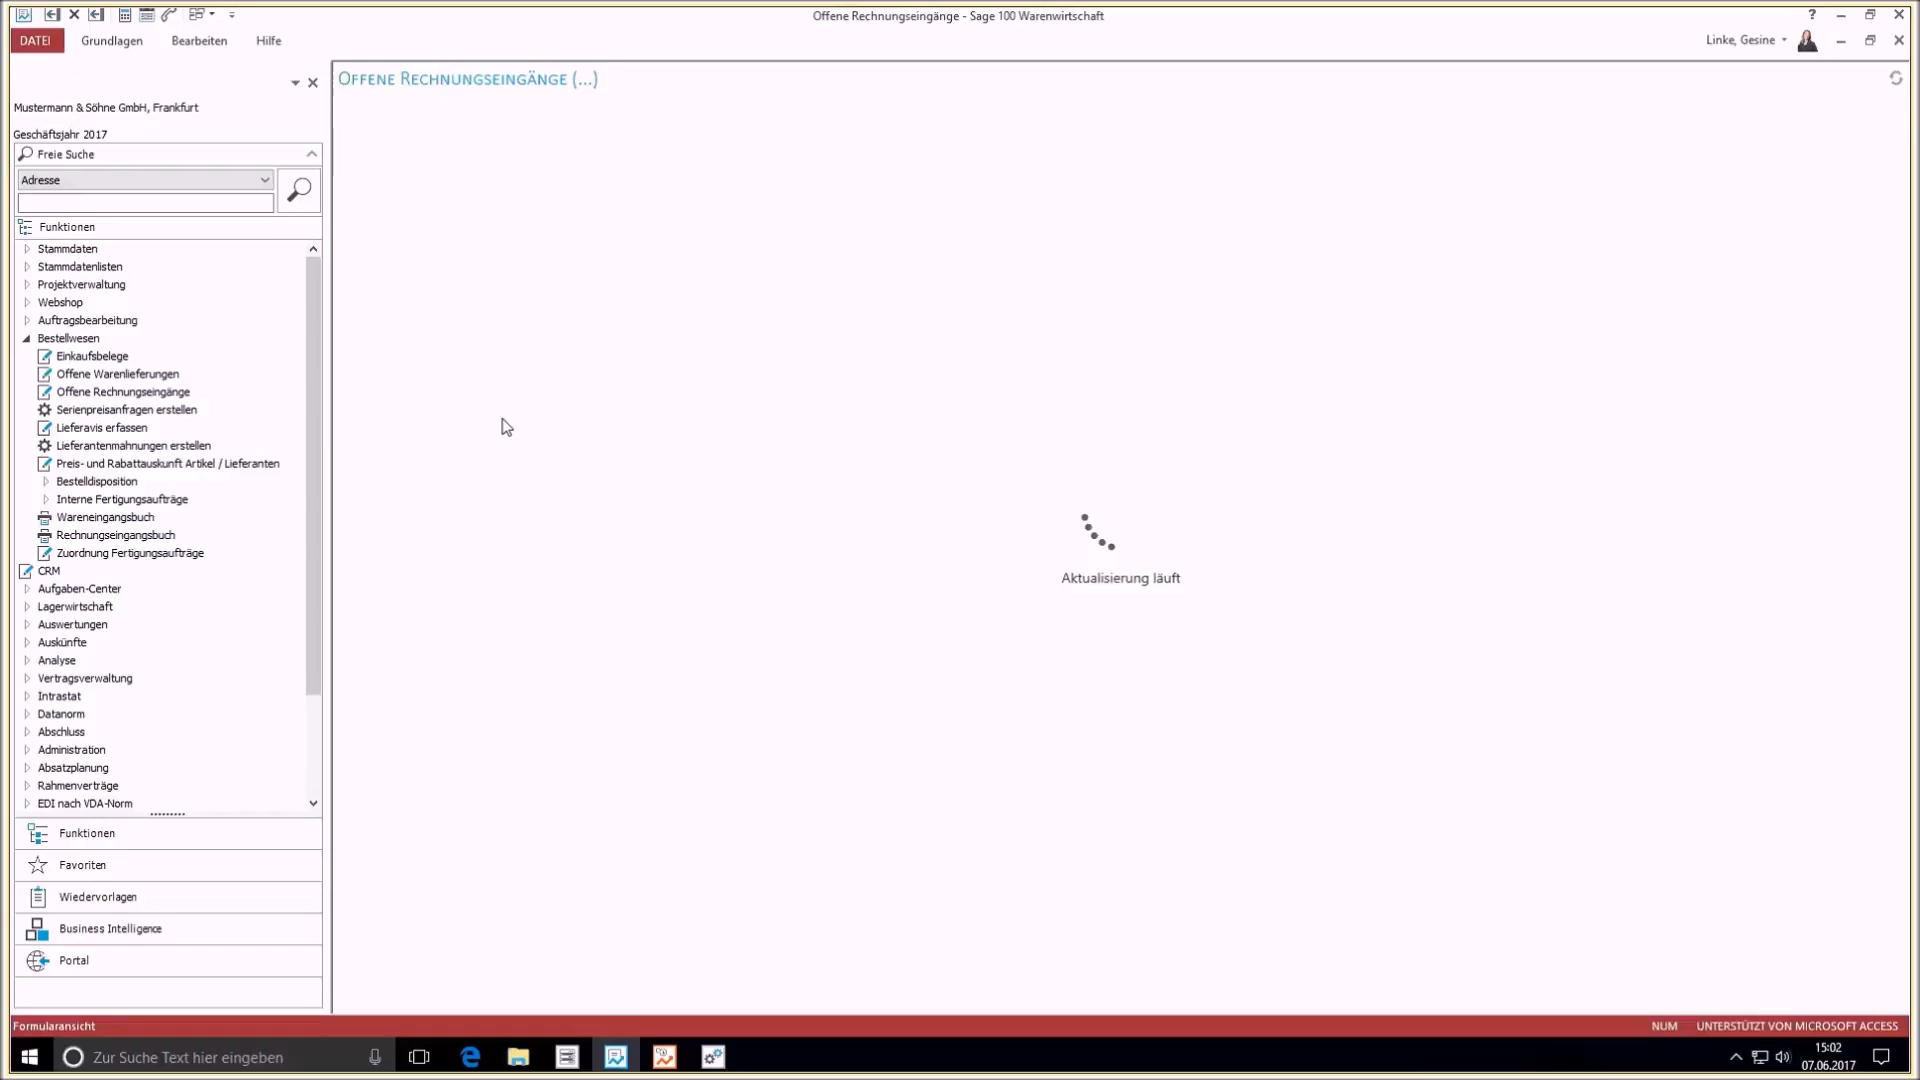 Offene Rechnungseingänge - Sage 100 Warenwirtschaft
?
DATEI Grundlagen Bearbeiten Hilfe
Linke, Gesine
OFFENE RECHNUNGSEINGÄNGE (...)
Mustermann & Söhne GmbH, Frankfurt
Geschäftsjahr 2017
Freie Suche
Adresse
Funktionen
Stammdaten
Stammdatenlisten
Projektverwaltung
Webshop
Auftragsbearbeitung
Bestellwesen
Einkaufsbelege
Offene Warenlieferungen
Offene Rechnungseingänge
Serienpreisanfragen erstellen
Lieferavis erfassen
Lieferantenmahnungen erstellen
Preis- und Rabattauskunft Artikel / Lieferanten
Bestelldisposition
Interne Fertigungsaufträge
Wareneingangsbuch
Rechnungseingangsbuch
Zuordnung Fertigungsaufträge
CRM
Aufgaben-Center
Lagerwirtschaft
Auswertungen
Auskünfte
Analyse
Vertragsverwaltung
Intrastat
Datanorm
Abschluss
Administration
Absatzplanung
Rahmenverträge
EDI nach VDA-Norm
Funktionen
Favoriten
Wiedervorlagen
Business Intelligence
Portal
Aktualisierung läuft
Formularansicht
NUM UNTERSTÜTZT VON MICROSOFT ACCESS
Zur Suche Text hier eingeben
15:02
07.06.2017